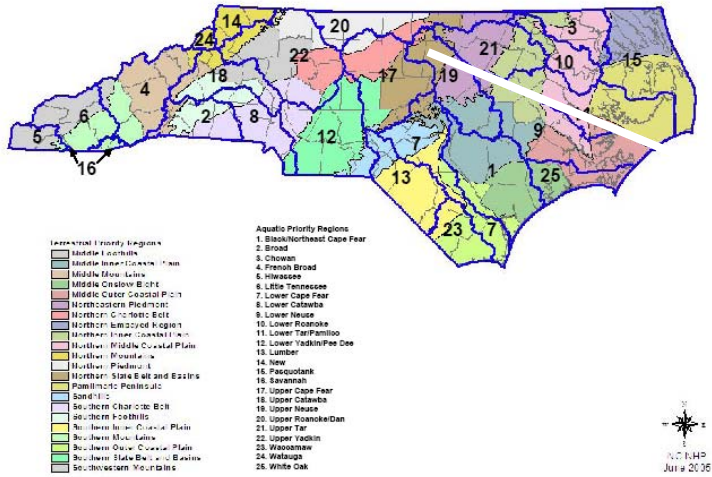 14
20
3
24
21
22
10
15
18
17
19
4
6
2
8
12
7
9
1
5
16
13
25
23
7
Terrestrial Priority Regions
Middle Foothills
Middle Inner Coastal Plain
Middle Mountains
Middle Onslow Bight
Middle Outer Coastal Plain
Northeastern Piedmont
Northern Charlotte Belt
Northern Embayed Region
Northern Inner Coastal Plain
Northern Middle Coastal Plain
Northern Mountains
Northern Piedmont
Northern Slate Belt and Basins
Pamlimarle Peninsula
Sandhills
Southern Charlotte Belt
Southern Foothills
Southern Inner Coastal Plain
Southern Mountains
Southern Outer Coastal Plain
Southern Slate Belt and Basins
Southwestern Mountains
Aquatic Priority Regions
1. Black/Northeast Cape Fear
2. Broad
3. Chowan
4. French Broad
5. Hiwassee
6. Little Tennessee
7. Lower Cape Fear
8. Lower Catawba
9. Lower Neuse
10. Lower Roanoke
11. Lower Tar/Pamlico
12. Lower Yadkin/Pee Dee
13. Lumber
14. New
15. Pasquotank
16. Savannah
17. Upper Cape Fear
18. Upper Catawba
19. Upper Neuse
20. Upper Roanoke/Dan
21. Upper Tar
22. Upper Yadkin
23. Waccamaw
24. Watauga
25. White Oak
NC NHP
June 2005